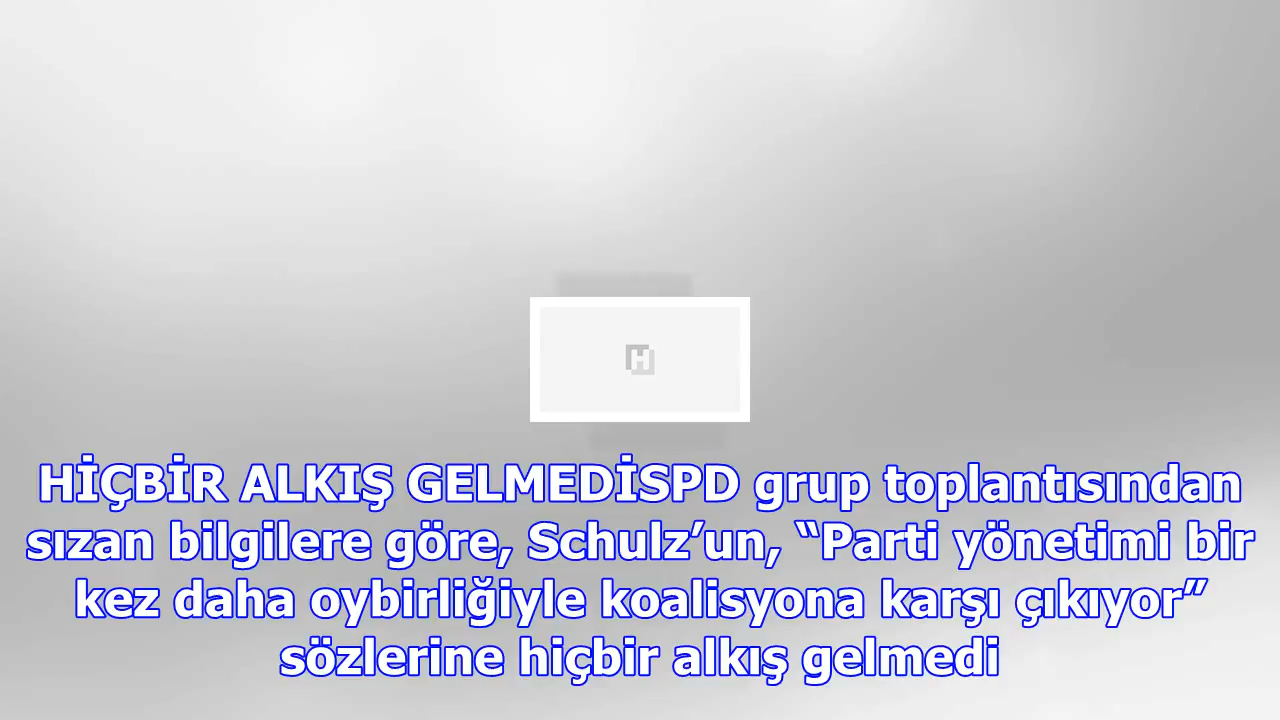 H
HİÇBİR ALKIŞ GELMEDİSPD grup toplantısından
sızan bilgilere göre, Schulz’un, “Parti yönetimi bir
kez daha oybirliğiyle koalisyona karşı çıkıyor”
sözlerine hiçbir alkış gelmedi